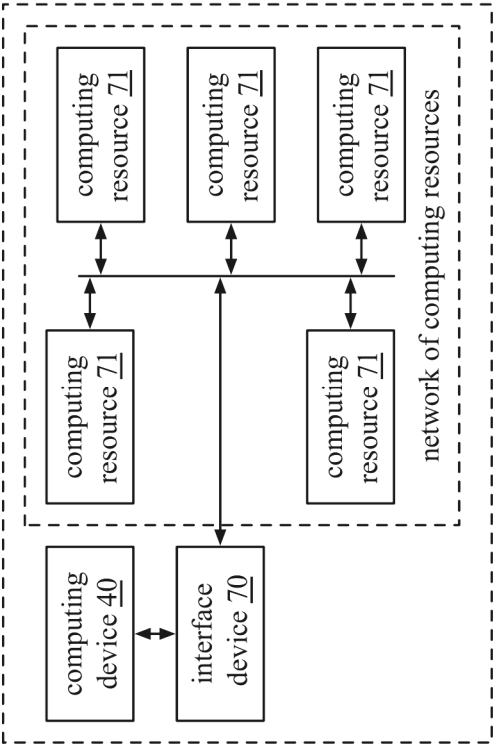 computing
resource 71
computing
resource 71
computing
resource 71
computing
resource 71
computing
resource 71
network of computing resources
computing
device 40
interface
device 70